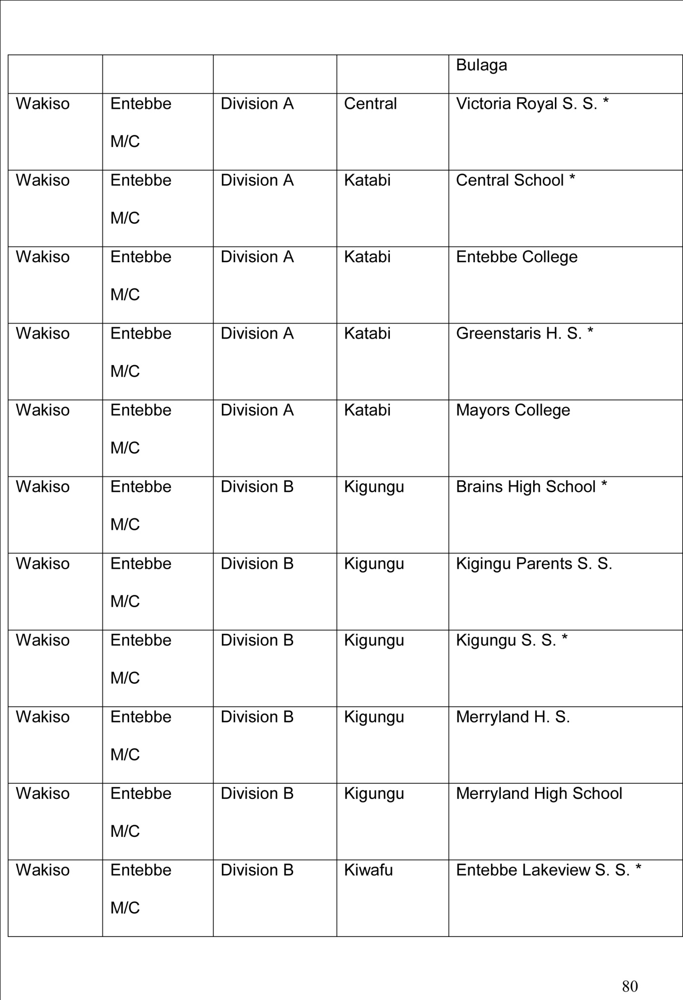 Bulaga
Wakiso Entebbe Division A Central Victoria Royal S. S. *
M/C
Wakiso Entebbe Division A Katabi Central School *
M/C
Wakiso Entebbe Division A Katabi Entebbe College
M/C
Wakiso Entebbe Division A Katabi Greenstaris H. S. *
M/C
Wakiso Entebbe Division A Katabi Mayors College
M/C
Wakiso Entebbe Division B Kigungu Brains High School *
M/C
Wakiso Entebbe Division B Kigungu Kigingu Parents S. S.
M/C
Wakiso Entebbe Division B Kigungu Kigungu S. S. *
M/C
Wakiso Entebbe Division B Kigungu Merryland H. S.
M/C
Wakiso Entebbe Division B Kigungu Merryland High School
M/C
Wakiso Entebbe Division B Kiwafu Entebbe Lakeview S. S. *
M/C
80